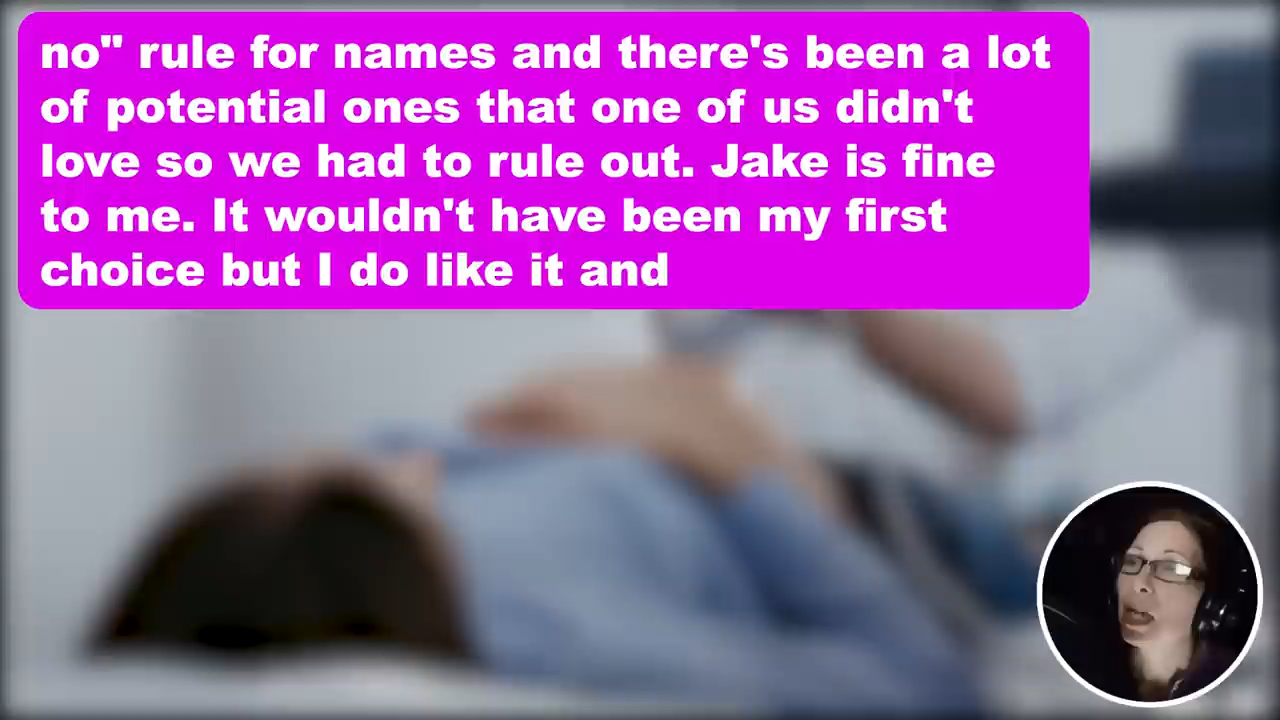 no" rule for names and there's been a lot
of potential ones that one of us didn't
love so we had to rule out. Jake is fine
to me. It wouldn't have been my first
choice but I do like it and